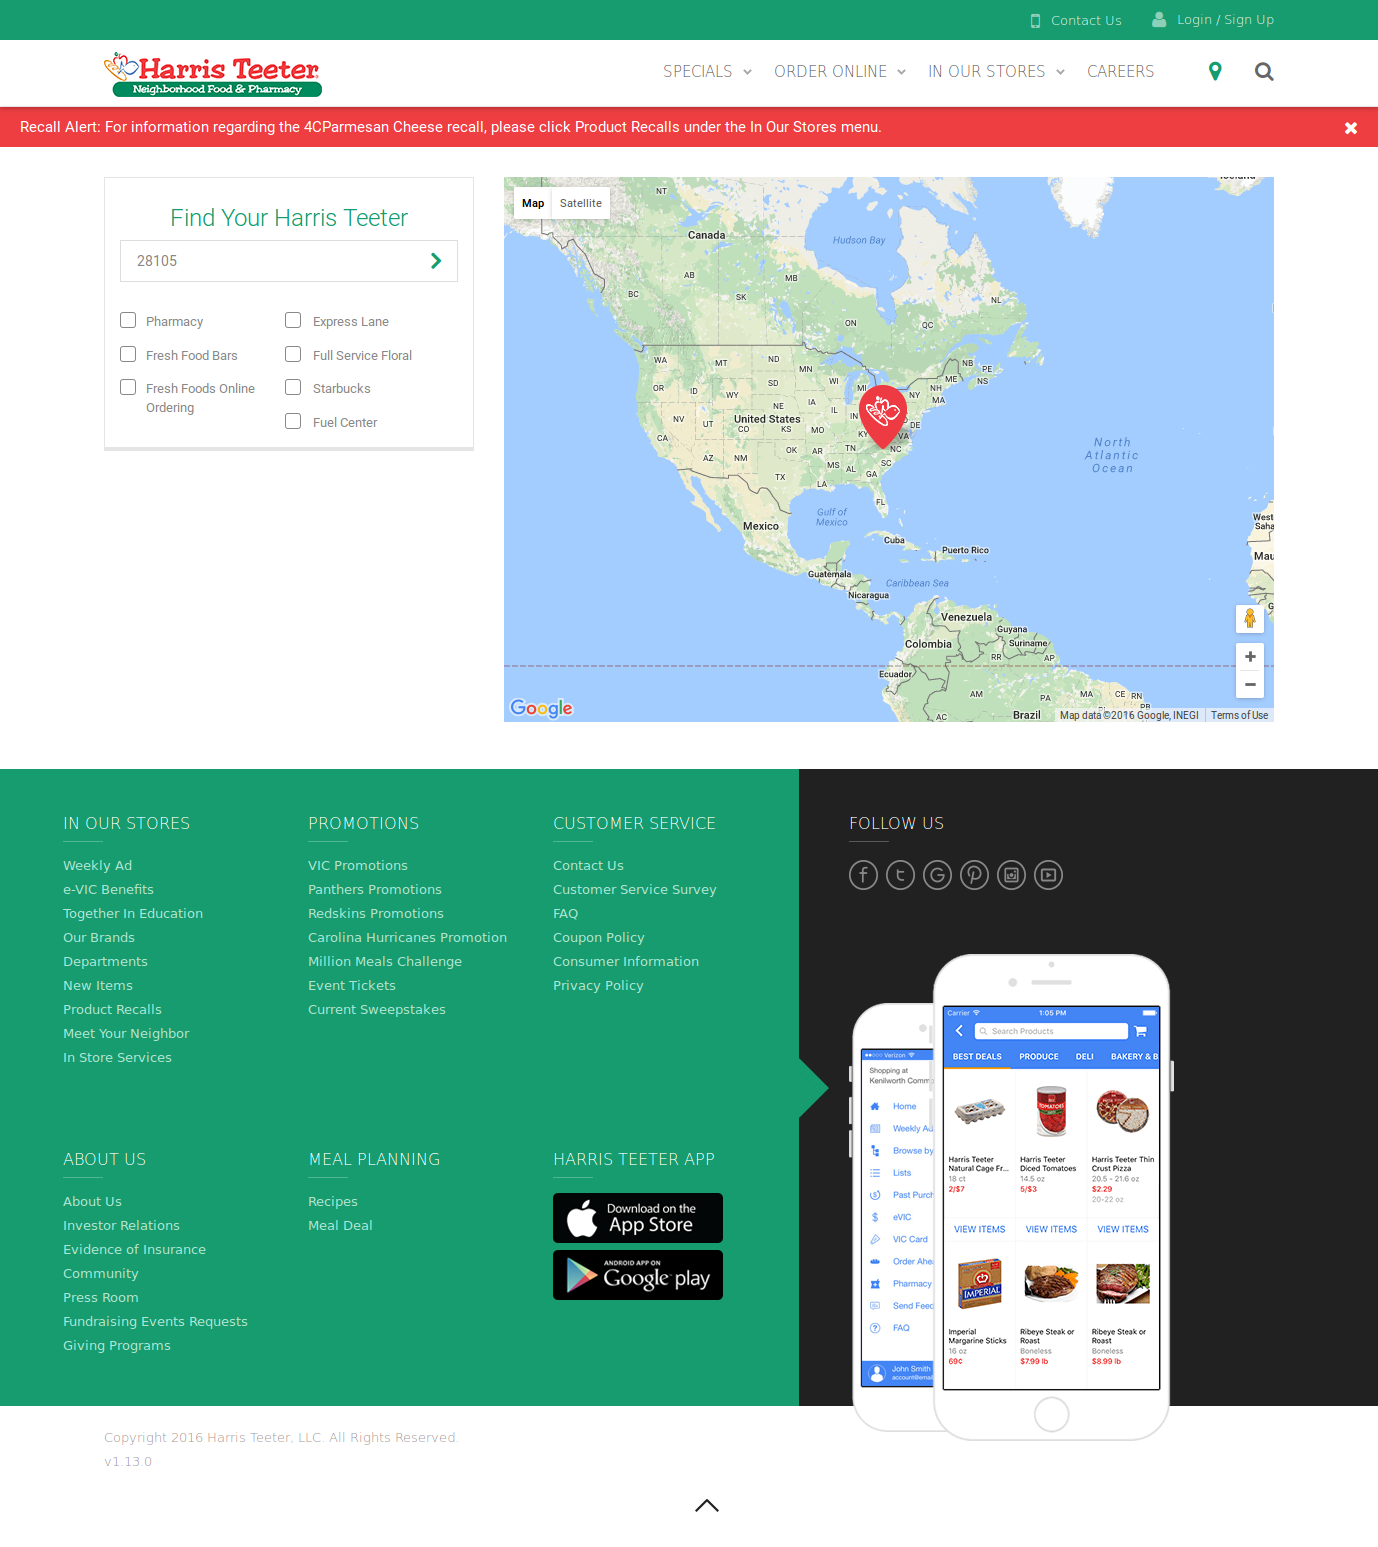 Contact Us
Login / Sign Up
Harris Teeter
Neighborhood Food & Pharmacy
SPECIALS
ORDER ONLINE
IN OUR STORES
CAREERS
Recall Alert: For information regarding the 4CParmesan Cheese recall, please click Product Recalls under the In Our Stores menu.
Find Your Harris Teeter
28105
Pharmacy
Express Lane
Fresh Food Bars
Full Service Floral
Fresh Foods Online
Ordering
Starbucks
Fuel Center
Map
Satellite
NT
Canada
Hudson Bay
AB
MB
BC
SK
NL
ON
QC
WA
MT
ND
MN
NB
PE
OR
ID
SD
WI
MI
NH
ME
NS
WY
NY
MA
NE
IA
IL
IN
NV
UT
United States
CO
KS
MO
KY
DE
VA
CA
OK
AR
TN
NC
AZ
NM
MS
AL
SC
TX
GA
LA
FL
North
Atlantic
Ocean
Gulf of
Mexico
Mexico
Cuba
Puerto Rico
West
Saha
Mau
Guatemala
Caribbean Sea
Nicaragua
Venezuela
Guyana
Colombia
Suriname
RR
AP
Ecuador
AM
PA
MA
CE
RN
PB
AC
Brazil
Google
Map data ©2016 Google, INEGI
Terms of Use
IN OUR STORES
Weekly Ad
e-VIC Benefits
Together In Education
Our Brands
Departments
New Items
Product Recalls
Meet Your Neighbor
In Store Services
PROMOTIONS
VIC Promotions
Panthers Promotions
Redskins Promotions
Carolina Hurricanes Promotion
Million Meals Challenge
Event Tickets
Current Sweepstakes
CUSTOMER SERVICE
Contact Us
Customer Service Survey
FAQ
Coupon Policy
Consumer Information
Privacy Policy
FOLLOW US
ABOUT US
About Us
Investor Relations
Evidence of Insurance
Community
Press Room
Fundraising Events Requests
Giving Programs
MEAL PLANNING
Recipes
Meal Deal
HARRIS TEETER APP
Download on the
App Store
ANDROID APP ON
Google play
Verizon
Shopping at
Kenilworth Comm
Home
Weekly Ad
Browse by
Lists
Past Purch
eVIC
VIC Card
Order Ahea
Pharmacy
Send Feed
FAQ
John Smith
account@email
Carrier
1:05 PM
Search Products
BEST DEALS
PRODUCE
DELI
BAKERY & B
TOMATOES
Harris Teeter
Natural Cage Fr...
18 ct
2/$7
Harris Teeter
Diced Tomatoes
14.5 oz
5/$3
Harris Teeter Thin
Crust Pizza
20.5 - 21.6 oz
$2.29
20-22 oz
VIEW ITEMS
VIEW ITEMS
VIEW ITEMS
IMPERIAL
Imperial
Margarine Sticks
16 oz
69¢
Ribeye Steak or
Roast
Boneless
$7.99 lb
Ribeye Steak or
Roast
Boneless
$8.99 lb
Copyright 2016 Harris Teeter, LLC. All Rights Reserved.
v1.13.0